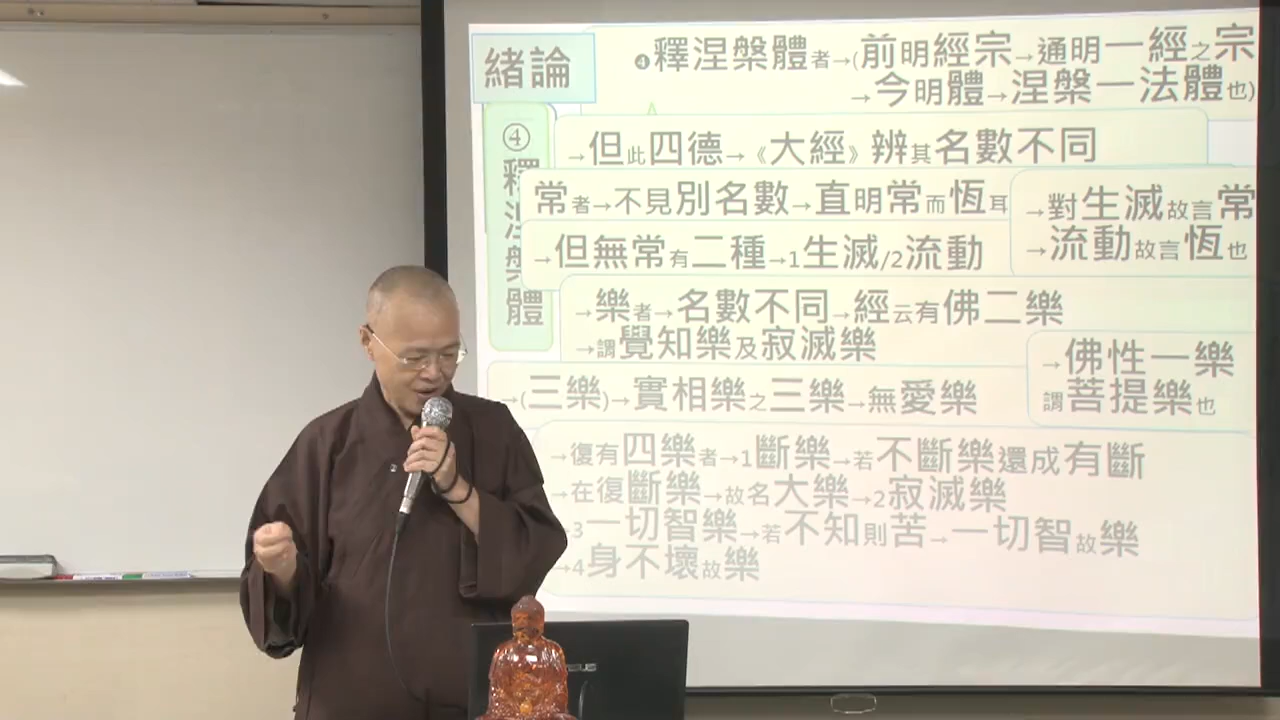 緒論
❹釋涅槃體者→(前明經宗→通明一經之宗
→今明體→涅槃一法體也)
④釋涅槃體
→但此四德→《大經》辨其名數不同
常者→不見別名數→直明常而恆耳
→對生滅故言常
→流動故言恆也
→但無常有二種→1生滅/2流動
→樂者→名數不同→經云有佛二樂
→謂覺知樂及寂滅樂
→佛性一樂
謂菩提樂也
→(三樂)→實相樂之三樂→無愛樂
→復有四樂者→1斷樂→若不斷樂還成有斷
→在復斷樂→故名大樂→2寂滅樂
→3一切智樂→若不知則苦→一切智故樂
→4身不壞故樂